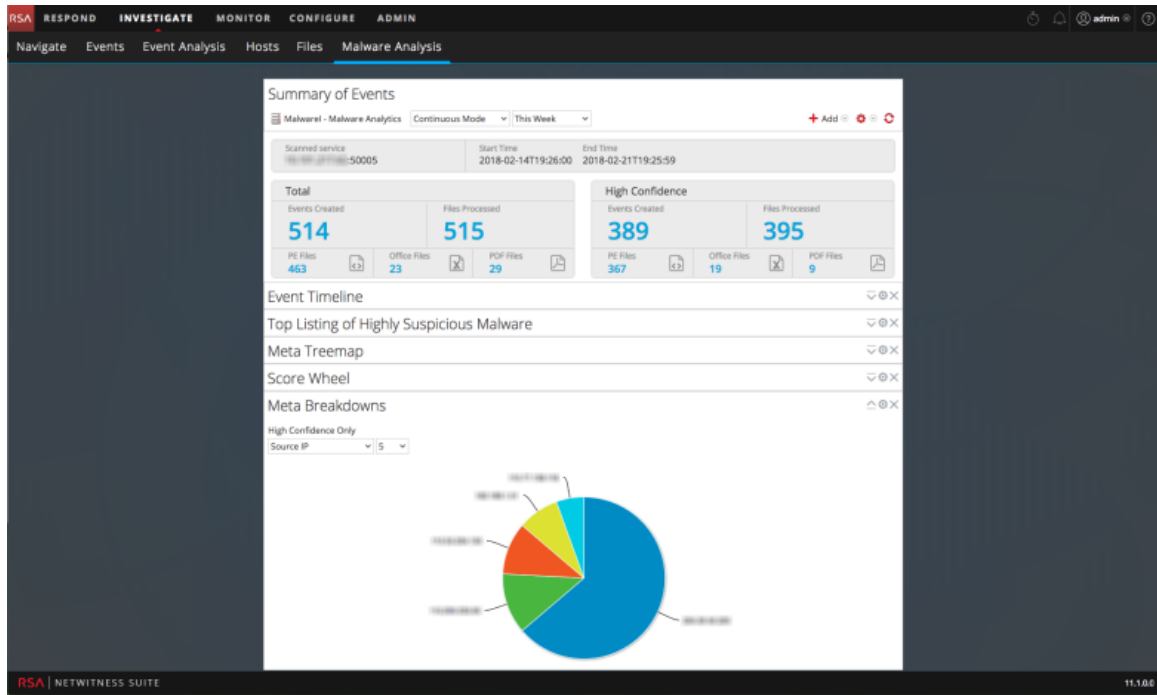 RSA RESPOND INVESTIGATE MONITOR CONFIGURE ADMIN admin
Navigate Events Event Analysis Hosts Files Malware Analysis
Summary of Events
Malwarel - Malware Analytics Continuous Mode This Week Add
Scanned service Start Time End Time
:50005 2018-02-14T19:26:00 2018-02-21T19:25:59
Total High Confidence
Events Created Files Processed Events Created Files Processed
514 515 389 395
PE Files Office Files PDF Files PE Files Office Files PDF Files
463 23 29 367 19 9
Event Timeline
Top Listing of Highly Suspicious Malware
Meta Treemap
Score Wheel
Meta Breakdowns
High Confidence Only
Source IP 5
RSA NETWITNESS SUITE 11.1.0.0